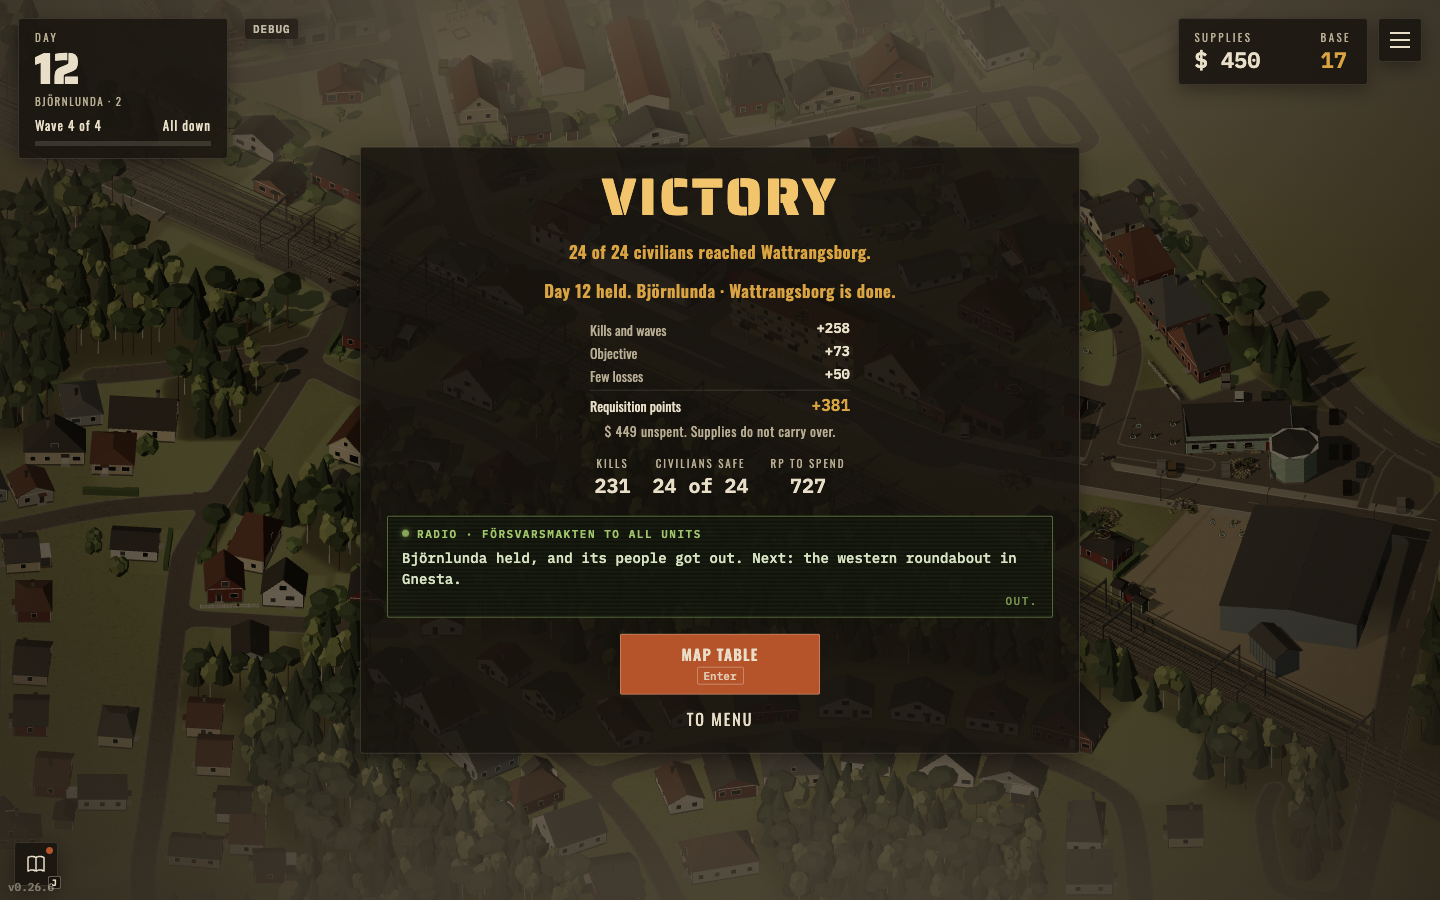 DAY
12
BJÖRNLUNDA · 2
Wave 4 of 4 All down
DEBUG
SUPPLIES BASE
$ 450 17
VICTORY
24 of 24 civilians reached Wattrangsborg.
Day 12 held. Björnlunda · Wattrangsborg is done.
Kills and waves +258
Objective +73
Few losses +50
Requisition points +381
$ 449 unspent. Supplies do not carry over.
KILLS CIVILIANS SAFE RP TO SPEND
231 24 of 24 727
RADIO · FÖRSVARSMAKTEN TO ALL UNITS
Björnlunda held, and its people got out. Next: the western roundabout in
Gnesta.
OUT.
MAP TABLE
Enter
TO MENU
J